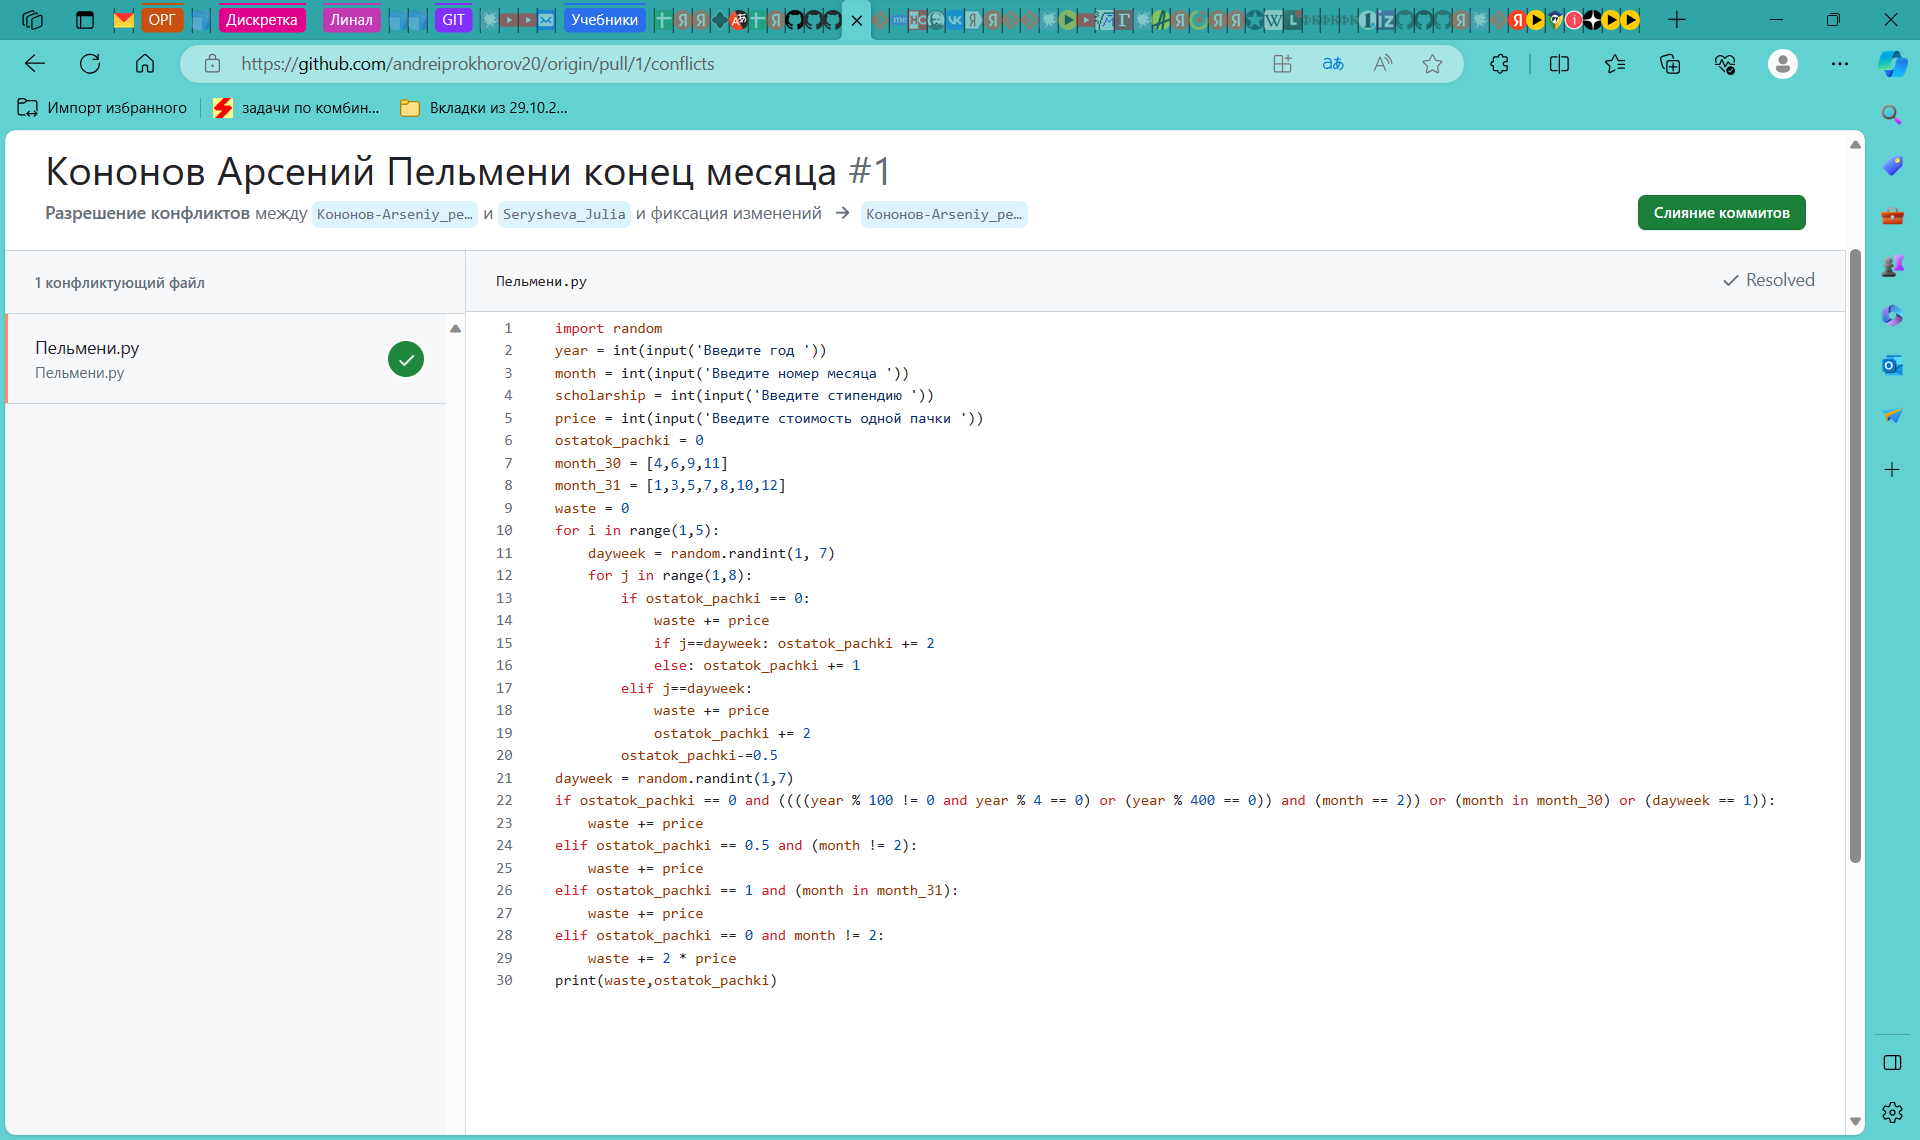 ОРГ Дискретка Линал GIT Учебники
https://github.com/andreiprokhorov20/origin/pull/1/conflicts
Импорт избранного задачи по комбин... Вкладки из 29.10.2...
Кононов Арсений Пельмени конец месяца #1
Разрешение конфликтов между Кононов-Arseniy_pe… и Serysheva_Julia и фиксация изменений → Кононов-Arseniy_pe…
Слияние коммитов
1 конфликтующий файл
Пельмени.py
Пельмени.py
Пельмени.py
Resolved
1 import random
2 year = int(input('Введите год '))
3 month = int(input('Введите номер месяца '))
4 scholarship = int(input('Введите стипендию '))
5 price = int(input('Введите стоимость одной пачки '))
6 ostatok_pachki = 0
7 month_30 = [4,6,9,11]
8 month_31 = [1,3,5,7,8,10,12]
9 waste = 0
10 for i in range(1,5):
11 dayweek = random.randint(1, 7)
12 for j in range(1,8):
13 if ostatok_pachki == 0:
14 waste += price
15 if j==dayweek: ostatok_pachki += 2
16 else: ostatok_pachki += 1
17 elif j==dayweek:
18 waste += price
19 ostatok_pachki += 2
20 ostatok_pachki-=0.5
21 dayweek = random.randint(1,7)
22 if ostatok_pachki == 0 and ((((year % 100 != 0 and year % 4 == 0) or (year % 400 == 0)) and (month == 2)) or (month in month_30) or (dayweek == 1)):
23 waste += price
24 elif ostatok_pachki == 0.5 and (month != 2):
25 waste += price
26 elif ostatok_pachki == 1 and (month in month_31):
27 waste += price
28 elif ostatok_pachki == 0 and month != 2:
29 waste += 2 * price
30 print(waste,ostatok_pachki)